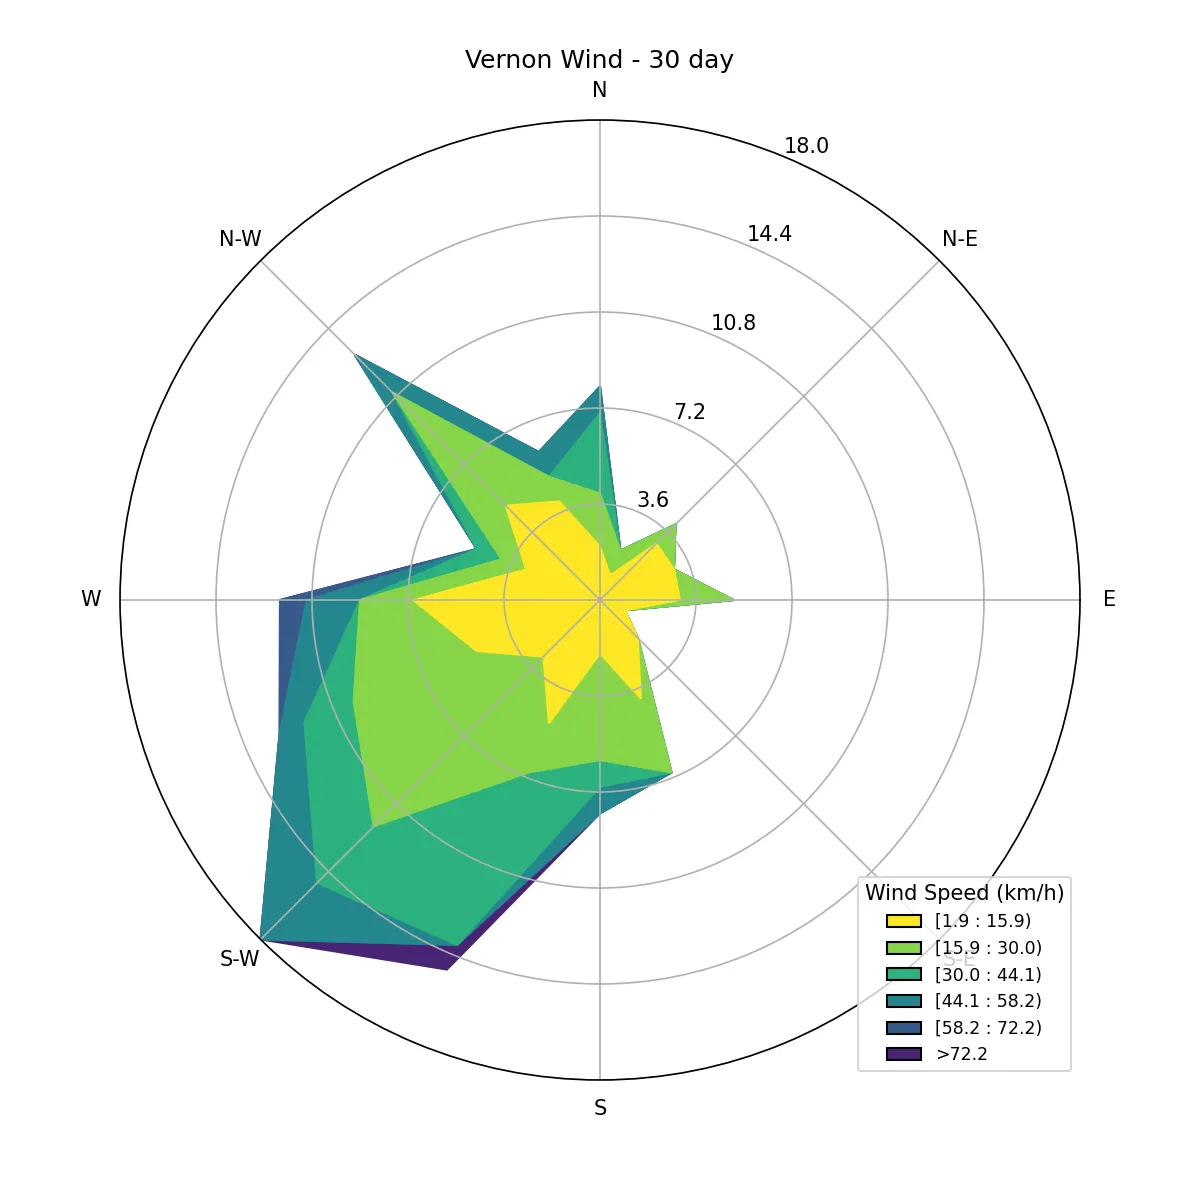 Vernon Wind - 30 day
N
18.0
14.4
N-W
N-E
10.8
7.2
3.6
W
E
Wind Speed (km/h)
[1.9 : 15.9)
[15.9 : 30.0)
S-W
S-E
[30.0 : 44.1)
[44.1 : 58.2)
[58.2 : 72.2)
>72.2
S